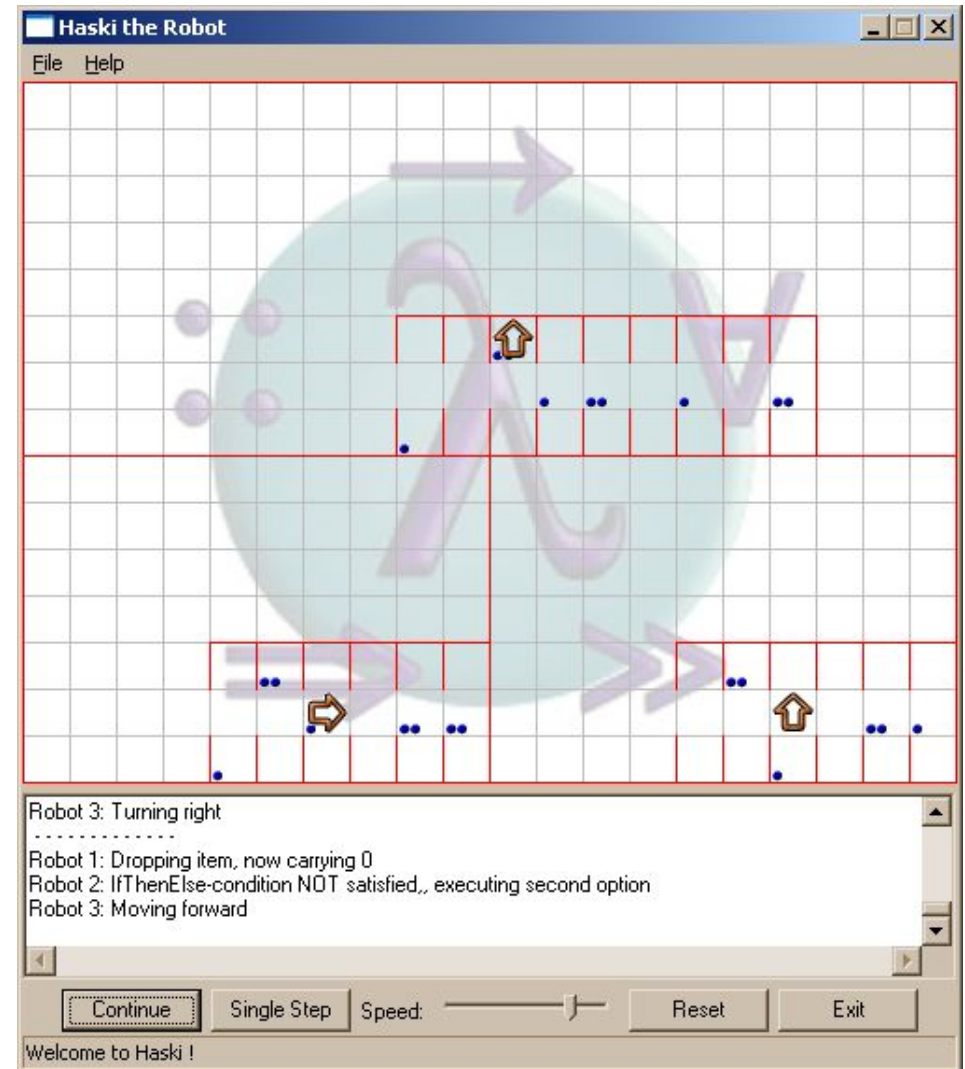 Haski the Robot
File Help
Robot 3: Turning right
- - - - - - - - - - - - -
Robot 1: Dropping item, now carrying 0
Robot 2: IfThenElse-condition NOT satisfied,, executing second option
Robot 3: Moving forward
Continue Single Step Speed: Reset Exit
Welcome to Haski !